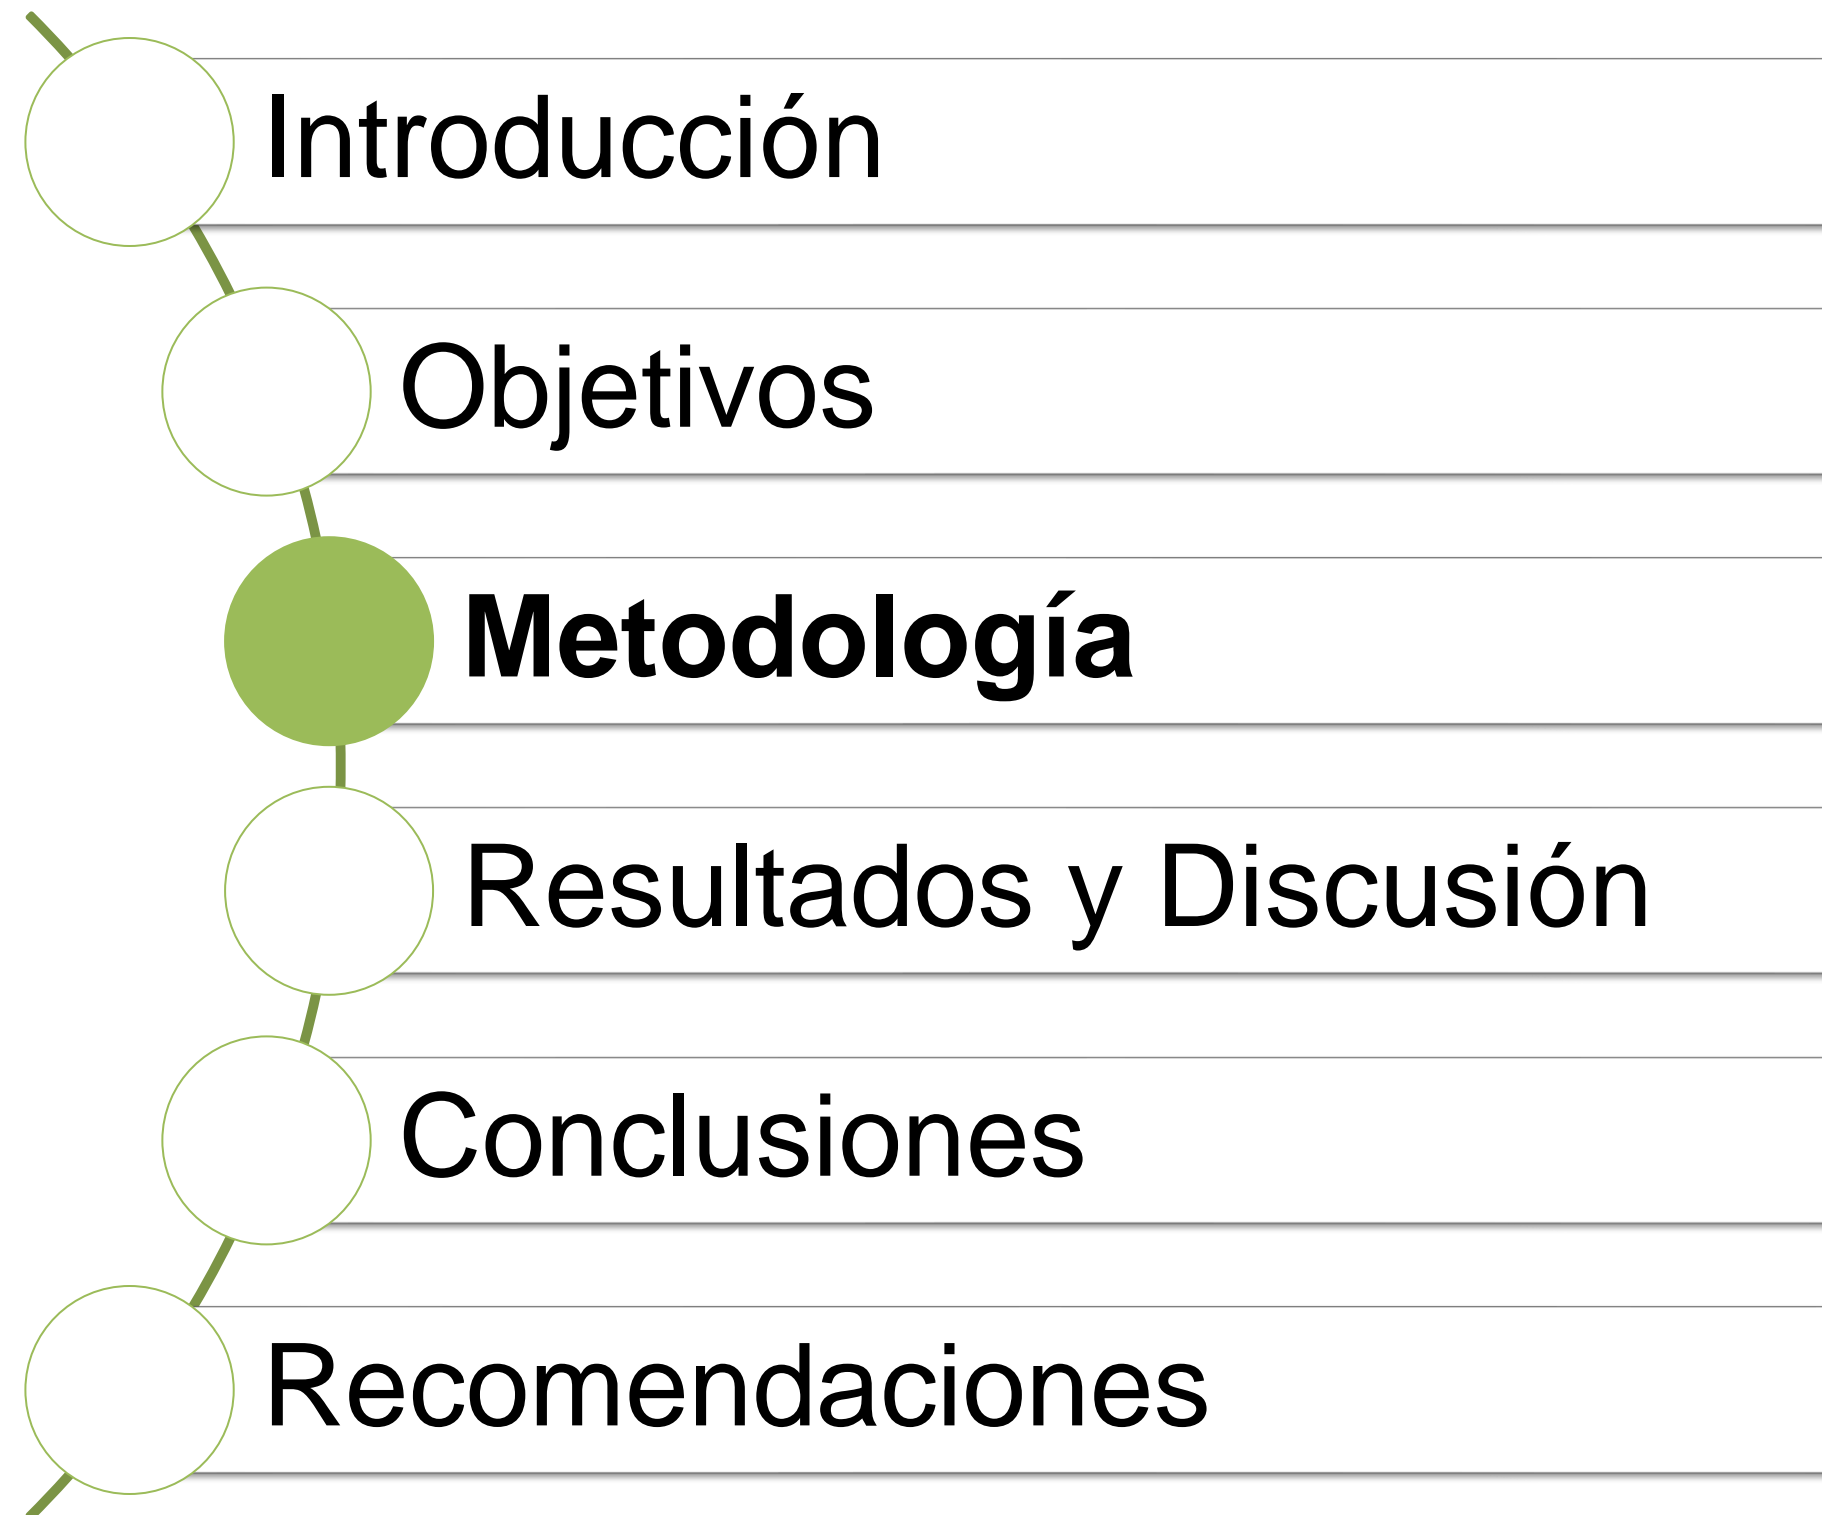 Introducción
Objetivos
Metodología
Resultados y Discusión
Conclusiones
Recomendaciones